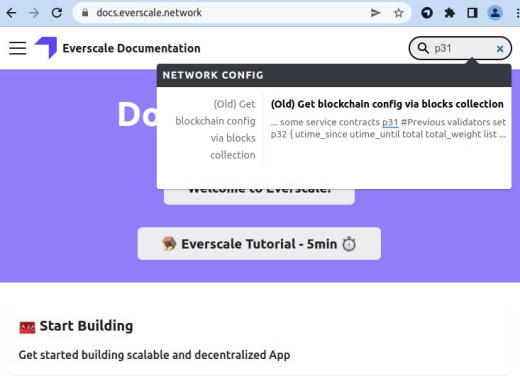 docs.everscale.network
Everscale Documentation
p31
NETWORK CONFIG
(Old) Get blockchain config via blocks collection
(Old) Get blockchain config via blocks collection
... some service contracts p31 #Previous validators set
p32 { utime_since utime_until total total_weight list ...
Do
Welcome to Everscale!
Everscale Tutorial - 5min
Start Building
Get started building scalable and decentralized App